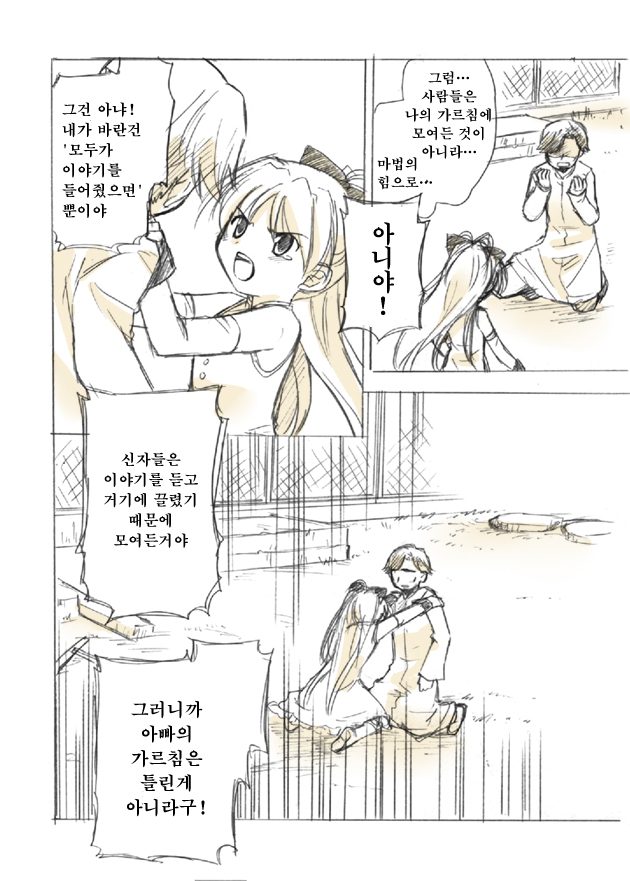 그럼…
사람들은
나의 가르침에
모여든 것이
아니라…
마법의
힘으로…
아니야!
그건 아냐!
내가 바란건
'모두가
이야기를
들어줬으면'
뿐이야
신자들은
이야기를 듣고
거기에 끌렸기
때문에
모여든거야
그러니까
아빠의
가르침은
틀린게
아니라구!